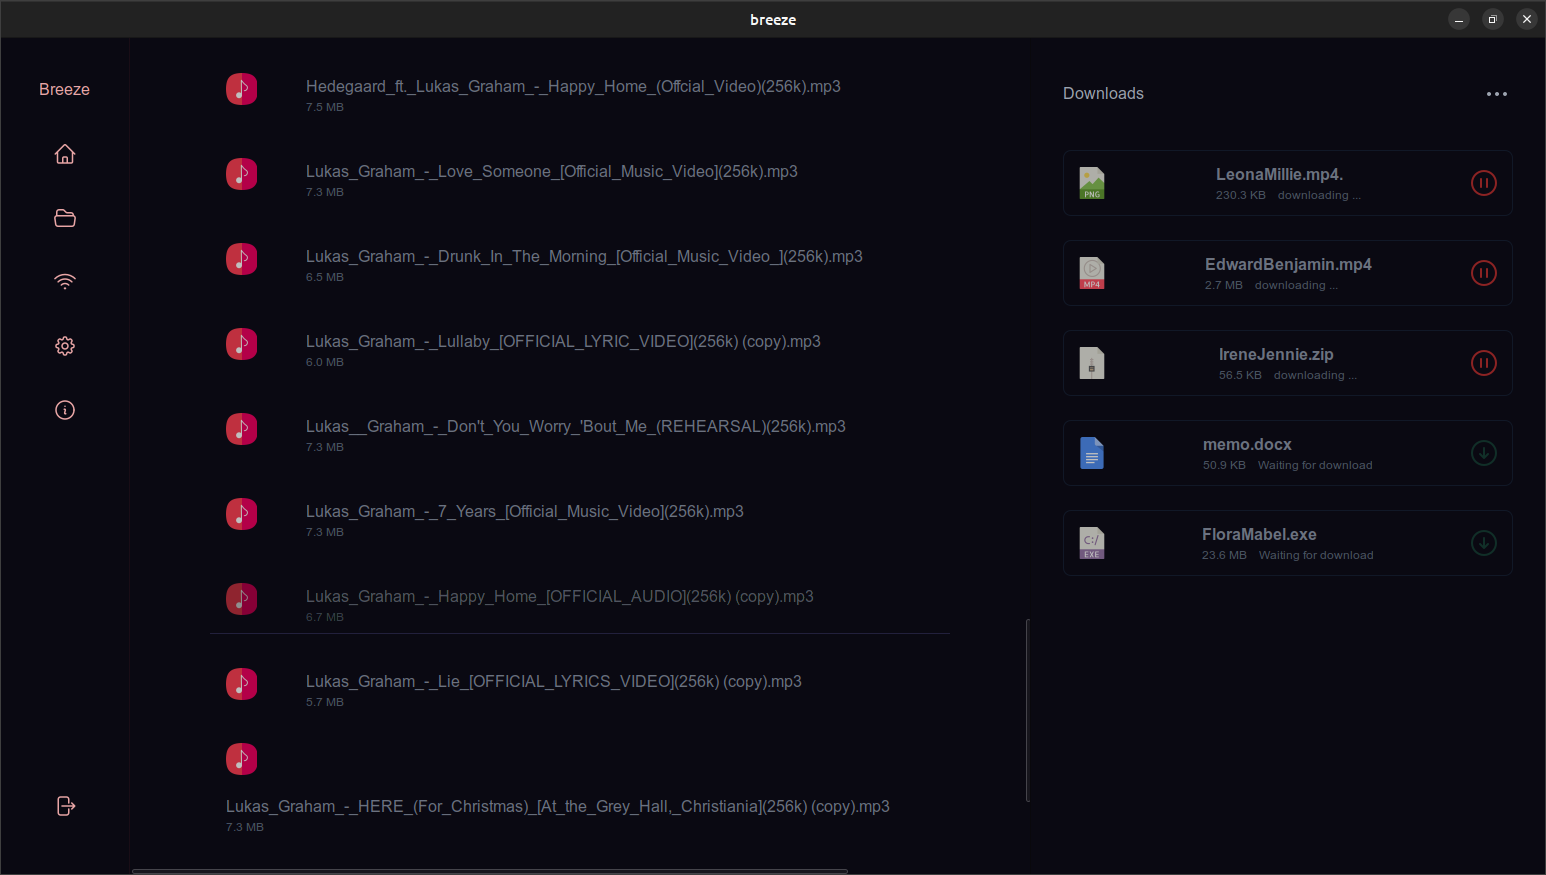 breeze
Breeze
Hedegaard_ft._Lukas_Graham_-_Happy_Home_(Offcial_Video)(256k).mp3
7.5 MB
Lukas_Graham_-_Love_Someone_[Official_Music_Video](256k).mp3
7.3 MB
Lukas_Graham_-_Drunk_In_The_Morning_[Official_Music_Video_](256k).mp3
6.5 MB
Lukas_Graham_-_Lullaby_[OFFICIAL_LYRIC_VIDEO](256k) (copy).mp3
6.0 MB
Lukas__Graham_-_Don't_You_Worry_'Bout_Me_(REHEARSAL)(256k).mp3
7.3 MB
Lukas_Graham_-_7_Years_[Official_Music_Video](256k).mp3
7.3 MB
Lukas_Graham_-_Happy_Home_[OFFICIAL_AUDIO](256k) (copy).mp3
6.7 MB
Lukas_Graham_-_Lie_[OFFICIAL_LYRICS_VIDEO](256k) (copy).mp3
5.7 MB
Lukas_Graham_-_HERE_(For_Christmas)_[At_the_Grey_Hall,_Christiania](256k) (copy).mp3
7.3 MB
Downloads
PNG
LeonaMillie.mp4.
230.3 KB downloading ...
MP4
EdwardBenjamin.mp4
2.7 MB downloading ...
IreneJennie.zip
56.5 KB downloading ...
memo.docx
50.9 KB Waiting for download
C:/
EXE
FloraMabel.exe
23.6 MB Waiting for download